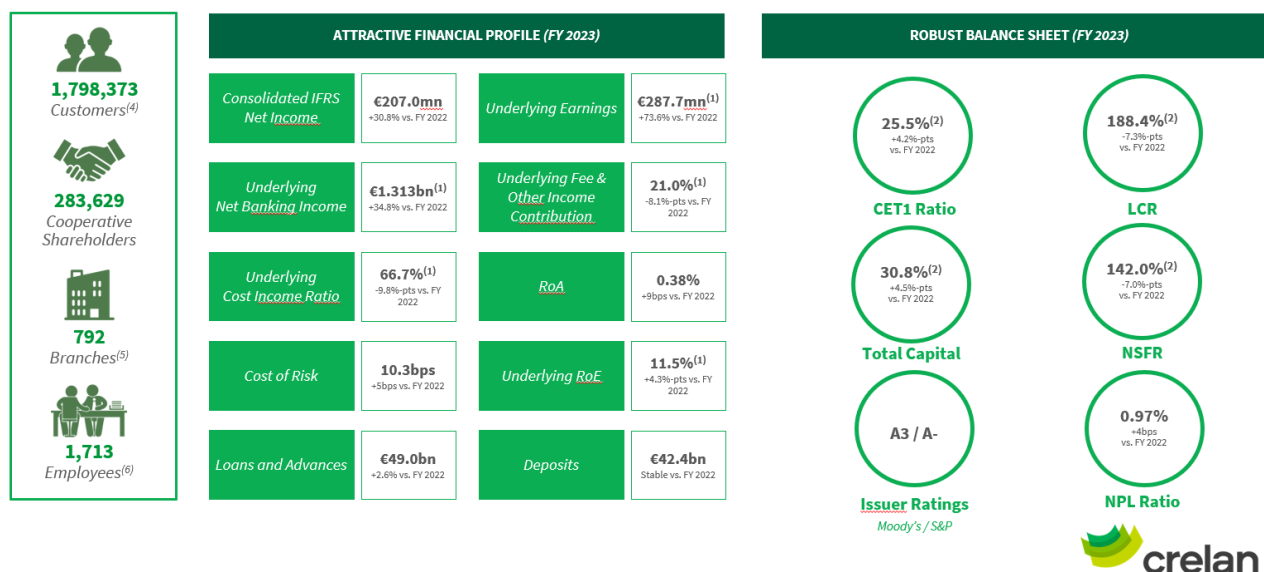 1,798,373
Customers(4)
283,629
Cooperative
Shareholders
792
Branches(5)
1,713
Employees(6)
ATTRACTIVE FINANCIAL PROFILE (FY 2023)
Consolidated IFRS
Net Income
€207.0mn
+30.8% vs. FY 2022
Underlying Earnings
€287.7mn(1)
+73.6% vs. FY 2022
Underlying
Net Banking Income
€1.313bn(1)
+34.8% vs. FY 2022
Underlying Fee &
Other Income
Contribution
21.0%(1)
-8.1%-pts vs. FY
2022
Underlying
Cost Income Ratio
66.7%(1)
-9.8%-pts vs. FY
2022
RoA
0.38%
+9bps vs. FY 2022
Cost of Risk
10.3bps
+5bps vs. FY 2022
Underlying RoE
11.5%(1)
+4.3%-pts vs. FY
2022
Loans and Advances
€49.0bn
+2.6% vs. FY 2022
Deposits
€42.4bn
Stable vs. FY 2022
ROBUST BALANCE SHEET (FY 2023)
25.5%(2)
+4.2%-pts
vs. FY 2022
CET1 Ratio
188.4%(2)
-7.3%-pts
vs. FY 2022
LCR
30.8%(2)
+4.5%-pts
vs. FY 2022
Total Capital
142.0%(2)
-7.0%-pts
vs. FY 2022
NSFR
A3 / A-
Issuer Ratings
Moody's / S&P
0.97%
+4bps
vs. FY 2022
NPL Ratio
crelan